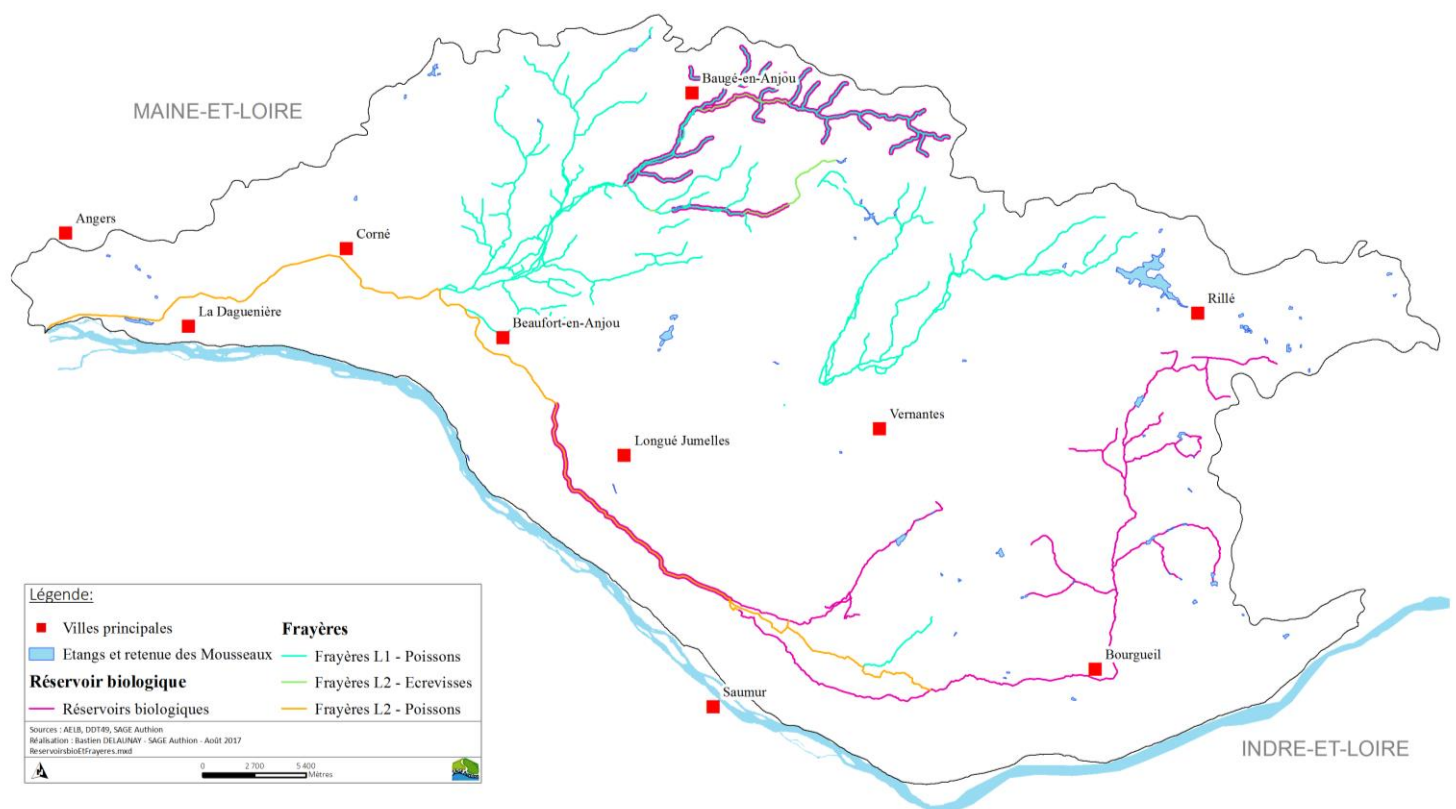 MAINE-ET-LOIRE
Baugé-en-Anjou
Angers
Corné
La Daguenière
Beaufort-en-Anjou
Rillé
Vernantes
Longué Jumelles
Bourgueil
Saumur
INDRE-ET-LOIRE
Légende:
Villes principales
Etangs et retenue des Mousseaux
Réservoir biologique
Réservoirs biologiques
Frayères
Frayères L1 - Poissons
Frayères L2 - Ecrevisses
Frayères L2 - Poissons
Sources : AELB, DDT49, SAGE Authion
Réalisation : Bastien DELAUNAY - SAGE Authion - Août 2017
ReservoirsbioEtFrayeres.mxd
0 2 700 5 400
Mètres